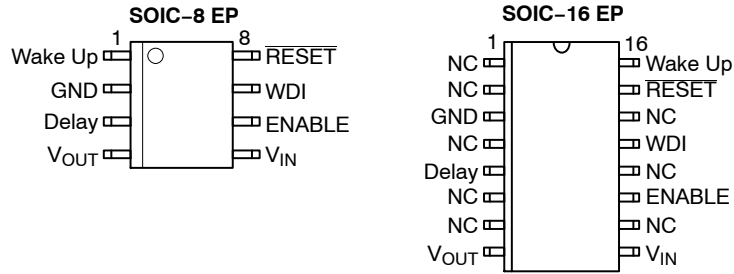 SOIC–8 EP
1 8
Wake Up RESET
GND WDI
Delay ENABLE
VOUT VIN
SOIC–16 EP
1 16
NC Wake Up
NC RESET
GND NC
NC WDI
Delay NC
NC ENABLE
NC NC
VOUT VIN